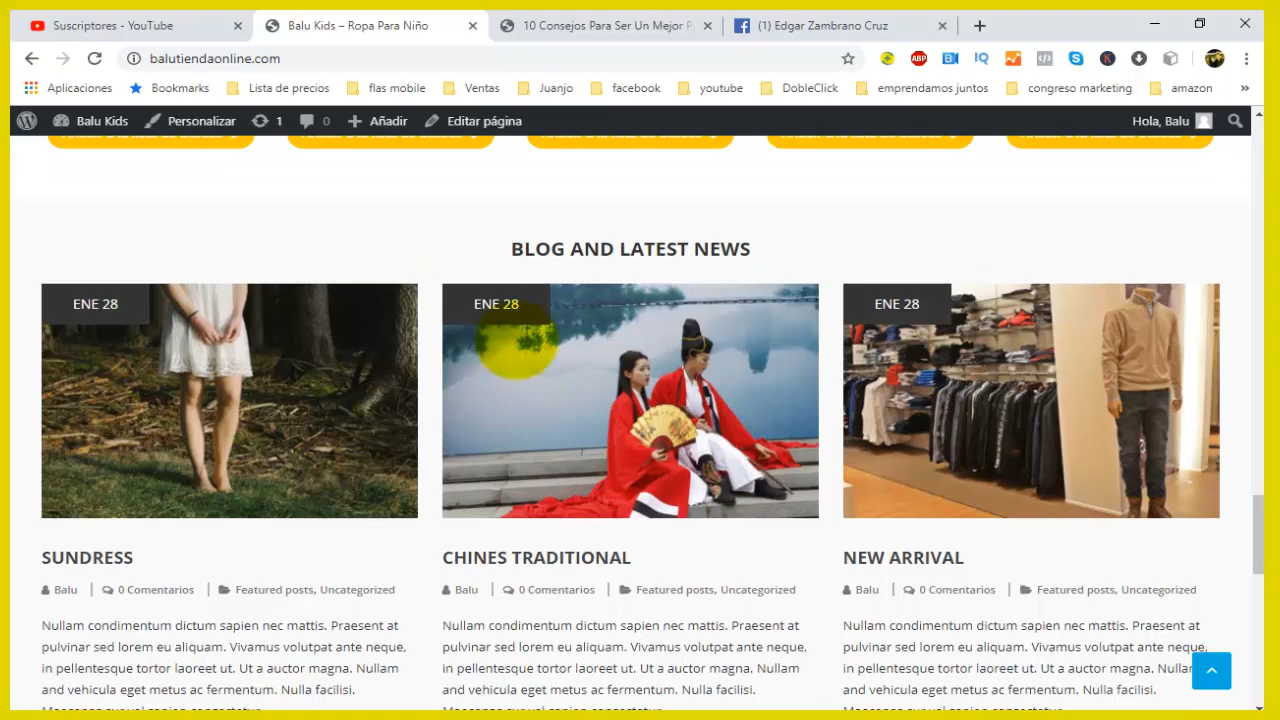 Suscriptores - YouTube
Balu Kids – Ropa Para Niño
10 Consejos Para Ser Un Mejor P
(1) Edgar Zambrano Cruz
balutiendaonline.com
ABP
IQ
Aplicaciones
Bookmarks
Lista de precios
flas mobile
Ventas
Juanjo
facebook
youtube
DobleClick
emprendamos juntos
congreso marketing
amazon
Balu Kids
Personalizar
1
0
Añadir
Editar página
Hola, Balu
BLOG AND LATEST NEWS
ENE 28
ENE 28
ENE 28
SUNDRESS
CHINES TRADITIONAL
NEW ARRIVAL
Balu | 0 Comentarios | Featured posts, Uncategorized
Balu | 0 Comentarios | Featured posts, Uncategorized
Balu | 0 Comentarios | Featured posts, Uncategorized
Nullam condimentum dictum sapien nec mattis. Praesent at
pulvinar sed lorem eu aliquam. Vivamus volutpat ante neque,
in pellentesque tortor laoreet ut. Ut a auctor magna. Nullam
and vehicula eget metus ac fermentum. Nulla facilisi.
Nullam condimentum dictum sapien nec mattis. Praesent at
pulvinar sed lorem eu aliquam. Vivamus volutpat ante neque,
in pellentesque tortor laoreet ut. Ut a auctor magna. Nullam
and vehicula eget metus ac fermentum. Nulla facilisi.
Nullam condimentum dictum sapien nec mattis. Praesent at
pulvinar sed lorem eu aliquam. Vivamus volutpat ante neque,
in pellentesque tortor laoreet ut. Ut a auctor magna. Nullam
and vehicula eget metus ac fermentum. Nulla facilisi.